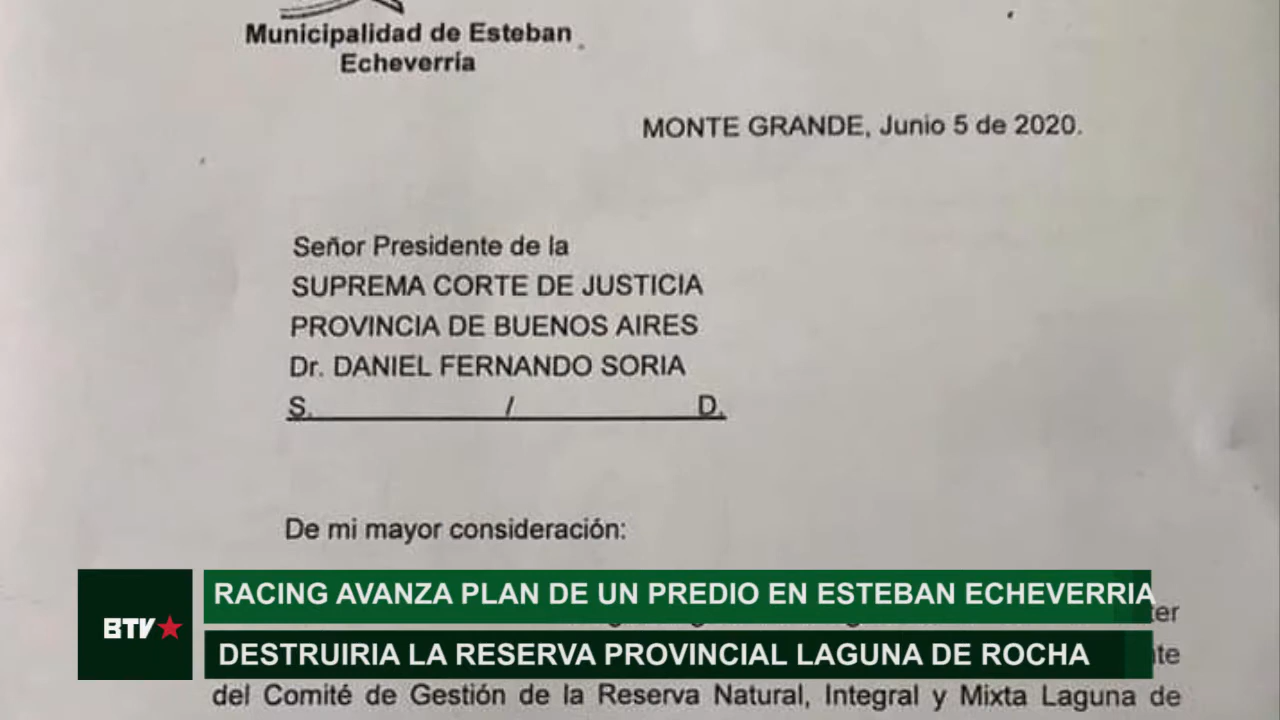 Municipalidad de Esteban
Echeverría
MONTE GRANDE, Junio 5 de 2020.
Señor Presidente de la
SUPREMA CORTE DE JUSTICIA
PROVINCIA DE BUENOS AIRES
Dr. DANIEL FERNANDO SORIA
S. / D.
De mi mayor consideración:
BTV
RACING AVANZA PLAN DE UN PREDIO EN ESTEBAN ECHEVERRIA
DESTRUIRIA LA RESERVA PROVINCIAL LAGUNA DE ROCHA
del Comité de Gestión de la Reserva Natural, Integral y Mixta Laguna de